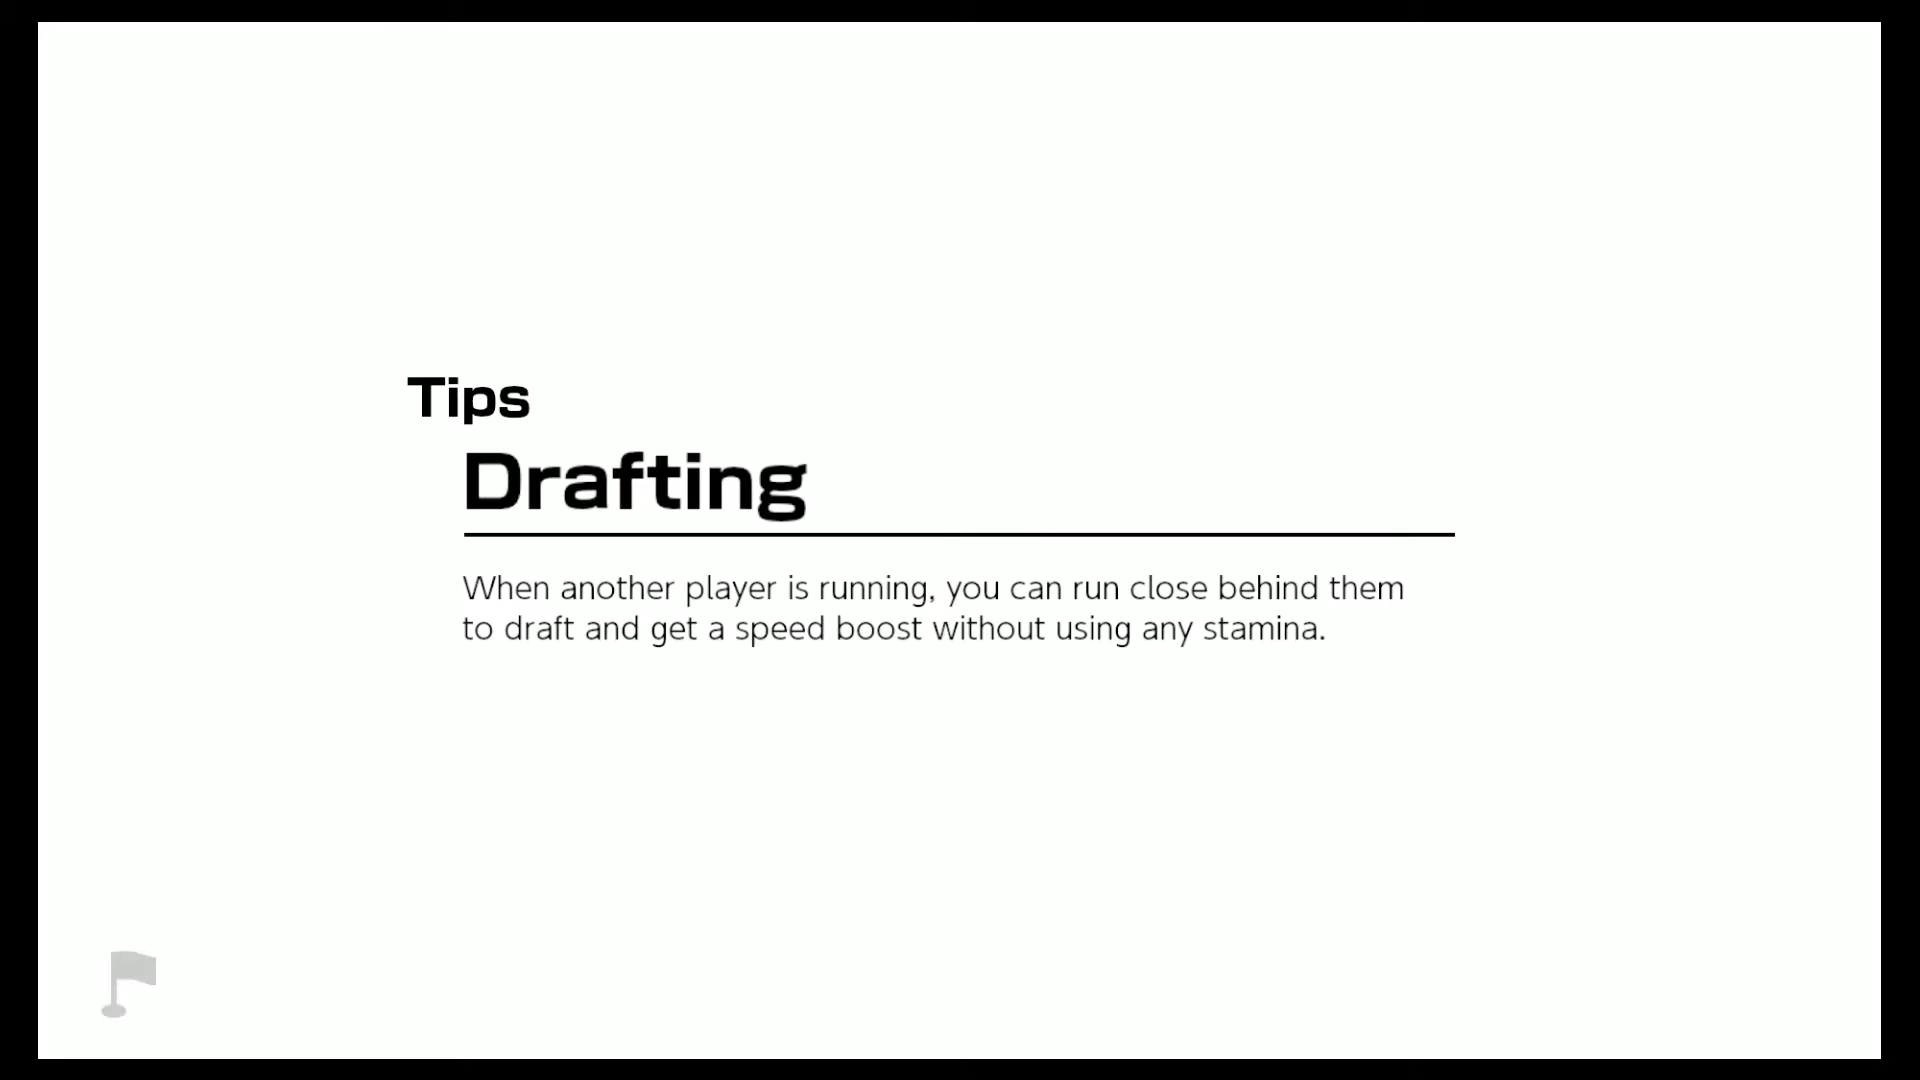 Tips
Drafting
When another player is running, you can run close behind them
to draft and get a speed boost without using any stamina.